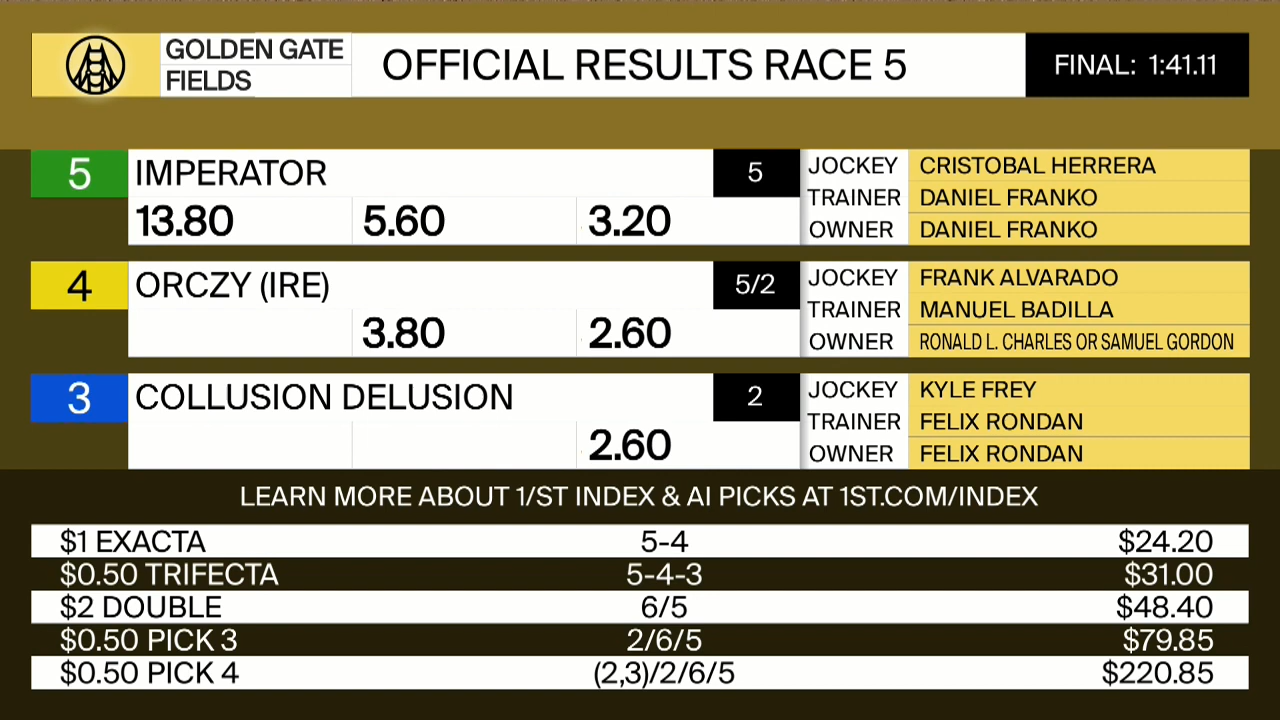 GOLDEN GATE
FIELDS
OFFICIAL RESULTS RACE 5
FINAL: 1:41.11
5 IMPERATOR 5
13.80 5.60 3.20
JOCKEY CRISTOBAL HERRERA
TRAINER DANIEL FRANKO
OWNER DANIEL FRANKO
4 ORCZY (IRE) 5/2
3.80 2.60
JOCKEY FRANK ALVARADO
TRAINER MANUEL BADILLA
OWNER RONALD L. CHARLES OR SAMUEL GORDON
3 COLLUSION DELUSION 2
2.60
JOCKEY KYLE FREY
TRAINER FELIX RONDAN
OWNER FELIX RONDAN
LEARN MORE ABOUT 1/ST INDEX & AI PICKS AT 1ST.COM/INDEX
$1 EXACTA 5-4 $24.20
$0.50 TRIFECTA 5-4-3 $31.00
$2 DOUBLE 6/5 $48.40
$0.50 PICK 3 2/6/5 $79.85
$0.50 PICK 4 (2,3)/2/6/5 $220.85